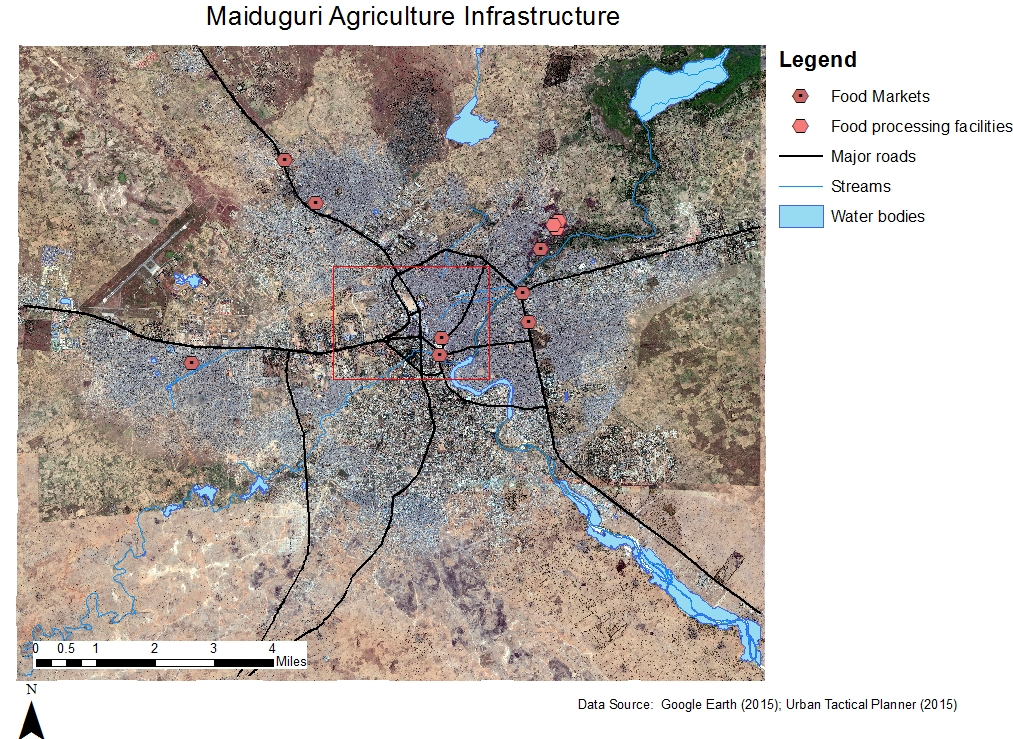 Maiduguri Agriculture Infrastructure
Legend
Food Markets
Food processing facilities
Major roads
Streams
Water bodies
0 0.5 1 2 3 4
Miles
N
Data Source: Google Earth (2015); Urban Tactical Planner (2015)